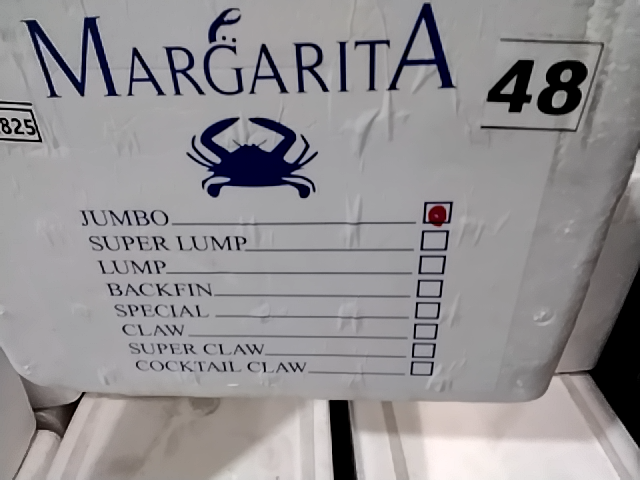 MARGARITA
48
825
JUMBO
SUPER LUMP
LUMP
BACKFIN
SPECIAL
CLAW
SUPER CLAW
COCKTAIL CLAW